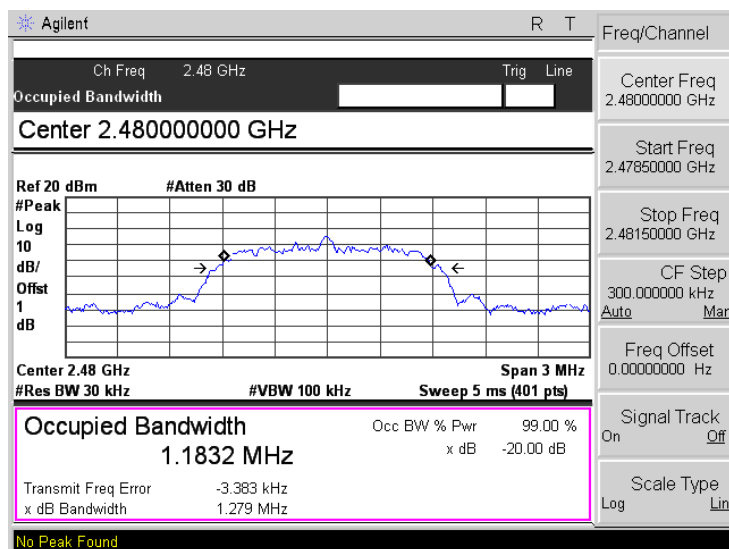 Agilent R T
Freq/Channel
Ch Freq 2.48 GHz Trig Line
Occupied Bandwidth
Center 2.480000000 GHz
Center Freq
2.48000000 GHz
Start Freq
2.47850000 GHz
Stop Freq
2.48150000 GHz
CF Step
300.000000 kHz
Auto Man
Freq Offset
0.00000000 Hz
Signal Track
On Off
Scale Type
Log Lin
Ref 20 dBm #Atten 30 dB
#Peak
Log
10
dB/
Offst
1
dB
Center 2.48 GHz Span 3 MHz
#Res BW 30 kHz #VBW 100 kHz Sweep 5 ms (401 pts)
Occupied Bandwidth Occ BW % Pwr 99.00 %
1.1832 MHz x dB -20.00 dB
Transmit Freq Error -3.383 kHz
x dB Bandwidth 1.279 MHz
No Peak Found